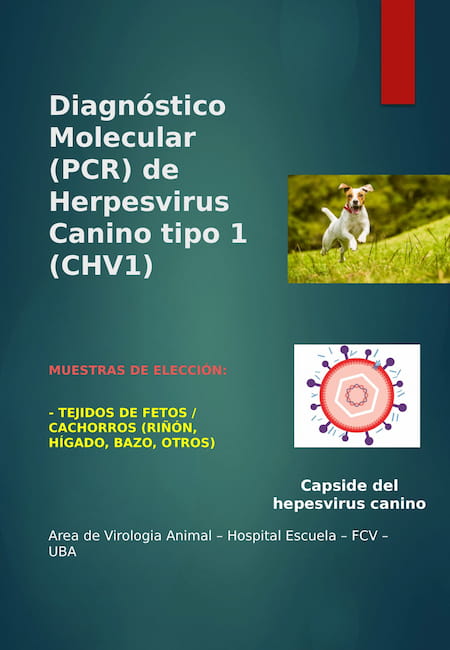 Diagnóstico
Molecular
(PCR) de
Herpesvirus
Canino tipo 1
(CHV1)
MUESTRAS DE ELECCIÓN:
- TEJIDOS DE FETOS /
CACHORROS (RIÑÓN,
HÍGADO, BAZO, OTROS)
Capside del
hepesvirus canino
Area de Virologia Animal – Hospital Escuela – FCV –
UBA